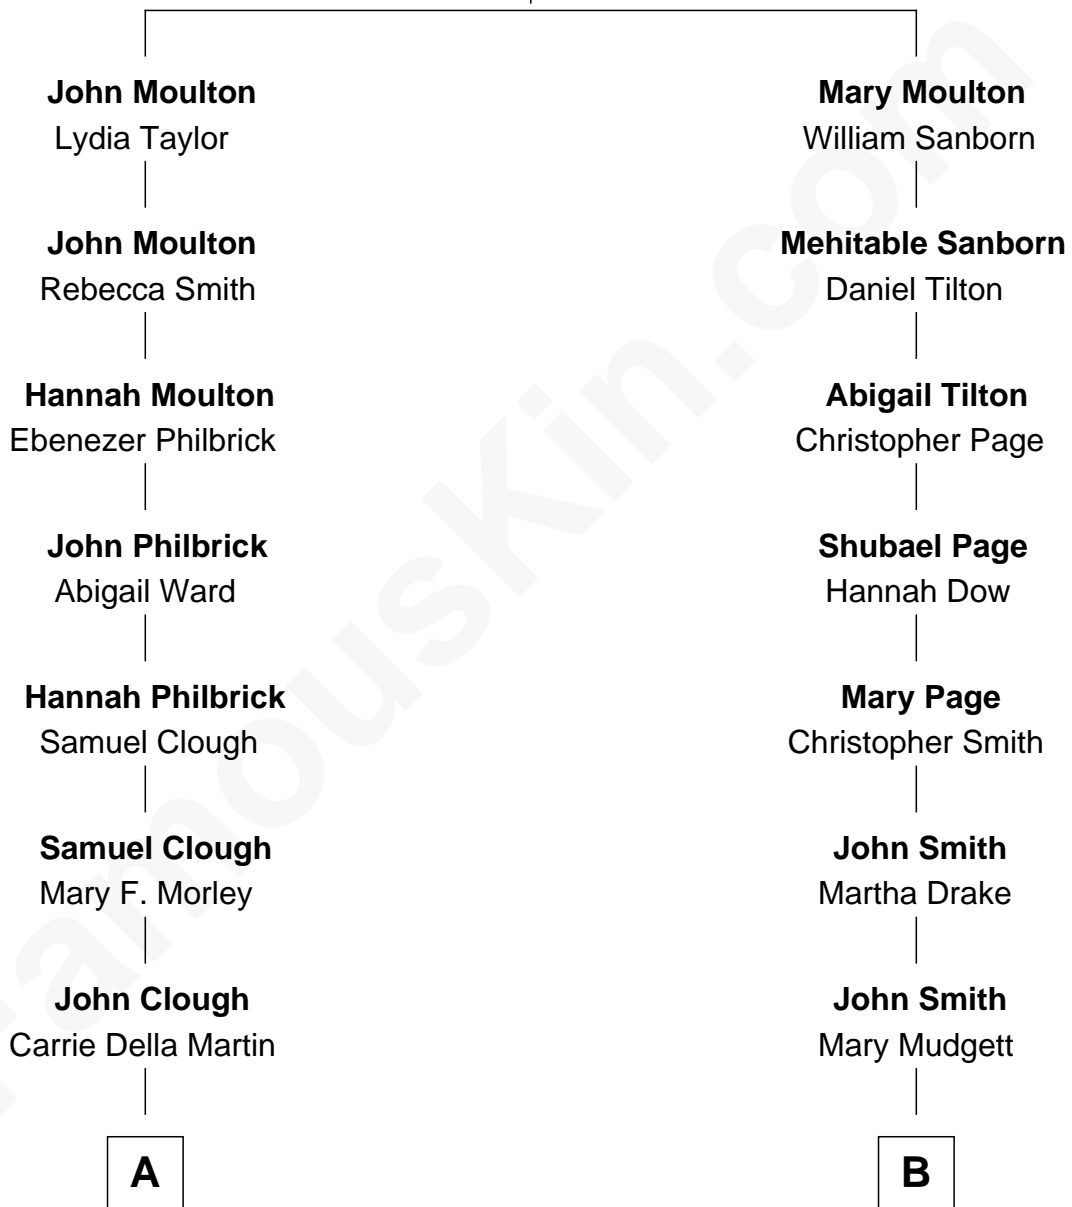 John Moulton
Lydia Taylor
John Moulton
Rebecca Smith
Hannah Moulton
Ebenezer Philbrick
John Philbrick
Abigail Ward
Hannah Philbrick
Samuel Clough
Samuel Clough
Mary F. Morley
John Clough
Carrie Della Martin
A
Mary Moulton
William Sanborn
Mehitable Sanborn
Daniel Tilton
Abigail Tilton
Christopher Page
Shubael Page
Hannah Dow
Mary Page
Christopher Smith
John Smith
Martha Drake
John Smith
Mary Mudgett
B
FamousKin.com